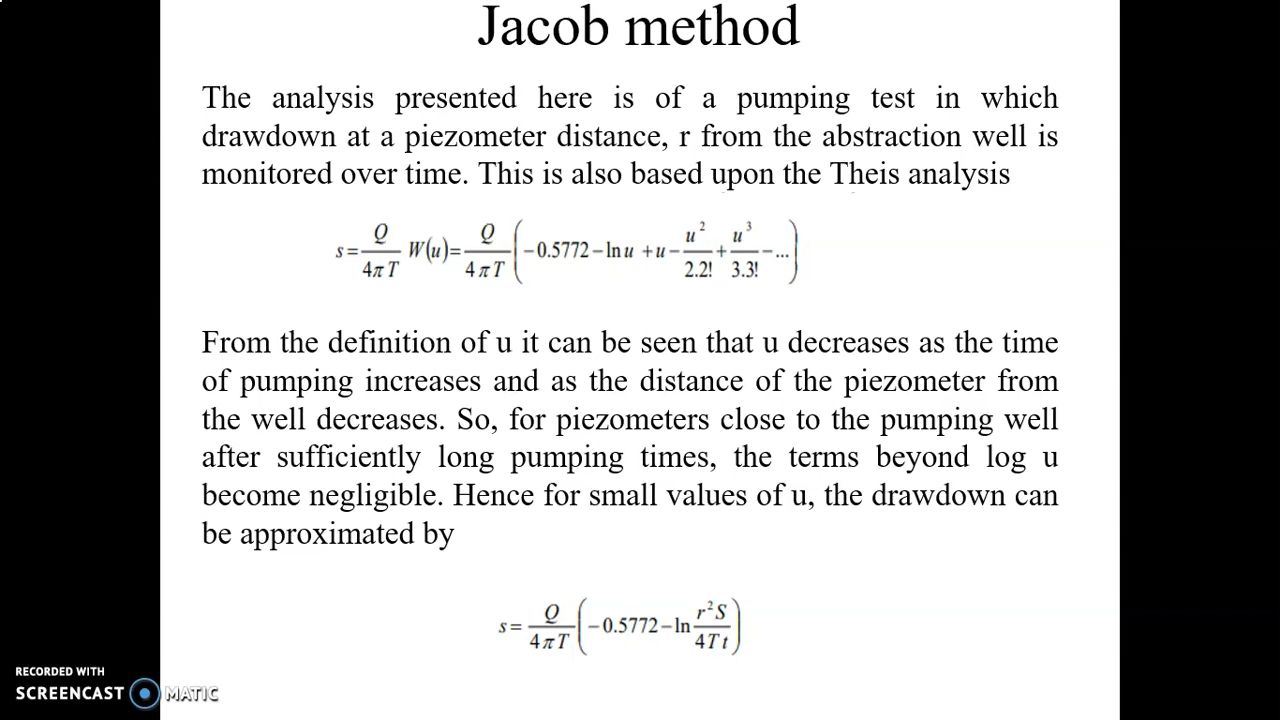 Jacob method
The analysis presented here is of a pumping test in which
drawdown at a piezometer distance, r from the abstraction well is
monitored over time. This is also based upon the Theis analysis
s = Q/4πT W(u) = Q/4πT (−0.5772 − ln u + u − u²/2.2! + u³/3.3! − ...)
From the definition of u it can be seen that u decreases as the time
of pumping increases and as the distance of the piezometer from
the well decreases. So, for piezometers close to the pumping well
after sufficiently long pumping times, the terms beyond log u
become negligible. Hence for small values of u, the drawdown can
be approximated by
s = Q/4πT (−0.5772 − ln r²S/4Tt)
RECORDED WITH
SCREENCAST MATIC